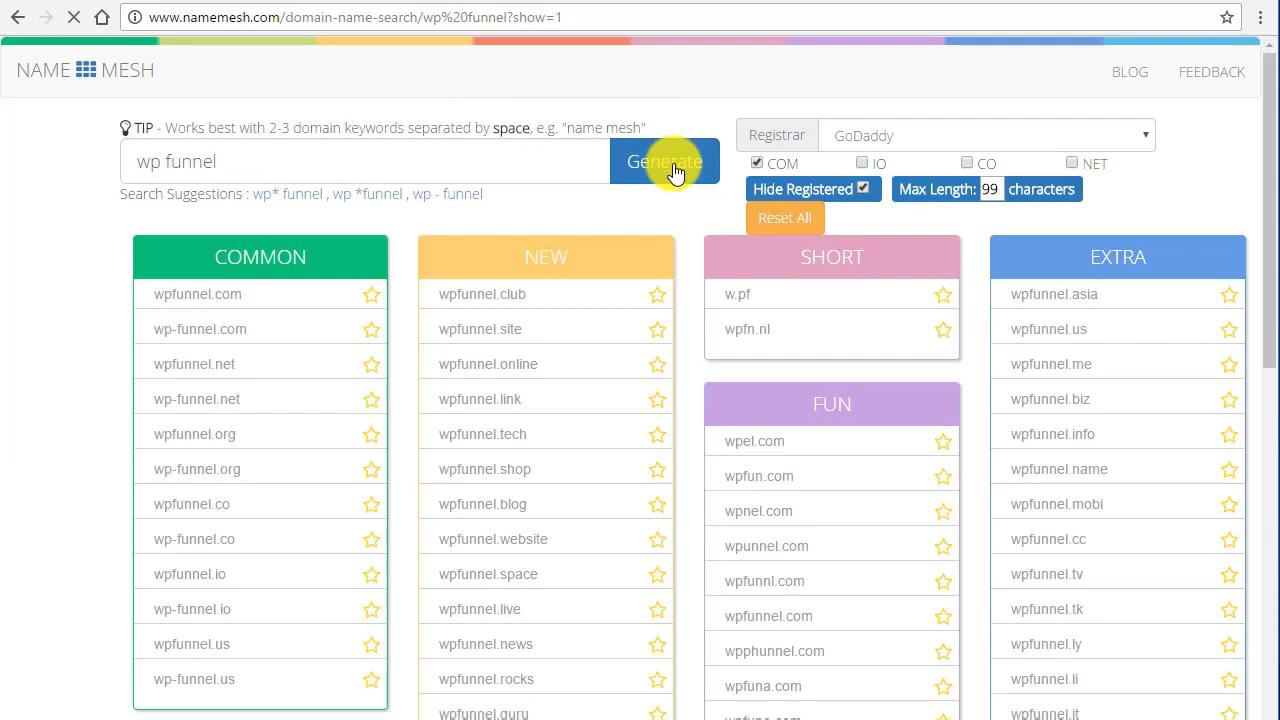 www.namemesh.com/domain-name-search/wp%20funnel?show=1
NAME MESH
BLOG
FEEDBACK
TIP - Works best with 2-3 domain keywords separated by space, e.g. "name mesh"
wp funnel
Generate
Search Suggestions : wp* funnel , wp *funnel , wp - funnel
Registrar
GoDaddy
COM
IO
CO
NET
Hide Registered
Max Length: 99 characters
Reset All
COMMON
wpfunnel.com
wp-funnel.com
wpfunnel.net
wp-funnel.net
wpfunnel.org
wp-funnel.org
wpfunnel.co
wp-funnel.co
wpfunnel.io
wp-funnel.io
wpfunnel.us
wp-funnel.us
NEW
wpfunnel.club
wpfunnel.site
wpfunnel.online
wpfunnel.link
wpfunnel.tech
wpfunnel.shop
wpfunnel.blog
wpfunnel.website
wpfunnel.space
wpfunnel.live
wpfunnel.news
wpfunnel.rocks
wpfunnel.guru
SHORT
w.pf
wpfn.nl
FUN
wpel.com
wpfun.com
wpnel.com
wpunnel.com
wpfunnl.com
wpfuunnel.com
wpphunnel.com
wpfuna.com
EXTRA
wpfunnel.asia
wpfunnel.us
wpfunnel.me
wpfunnel.biz
wpfunnel.info
wpfunnel.name
wpfunnel.mobi
wpfunnel.cc
wpfunnel.tv
wpfunnel.tk
wpfunnel.ly
wpfunnel.li
wpfunnel.it